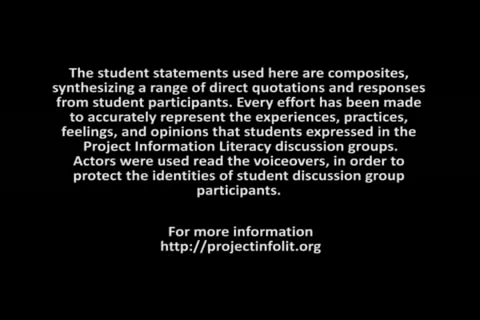 The student statements used here are composites,
synthesizing a range of direct quotations and responses
from student participants. Every effort has been made
to accurately represent the experiences, practices,
feelings, and opinions that students expressed in the
Project Information Literacy discussion groups.
Actors were used read the voiceovers, in order to
protect the identities of student discussion group
participants.
For more information
http://projectinfolit.org